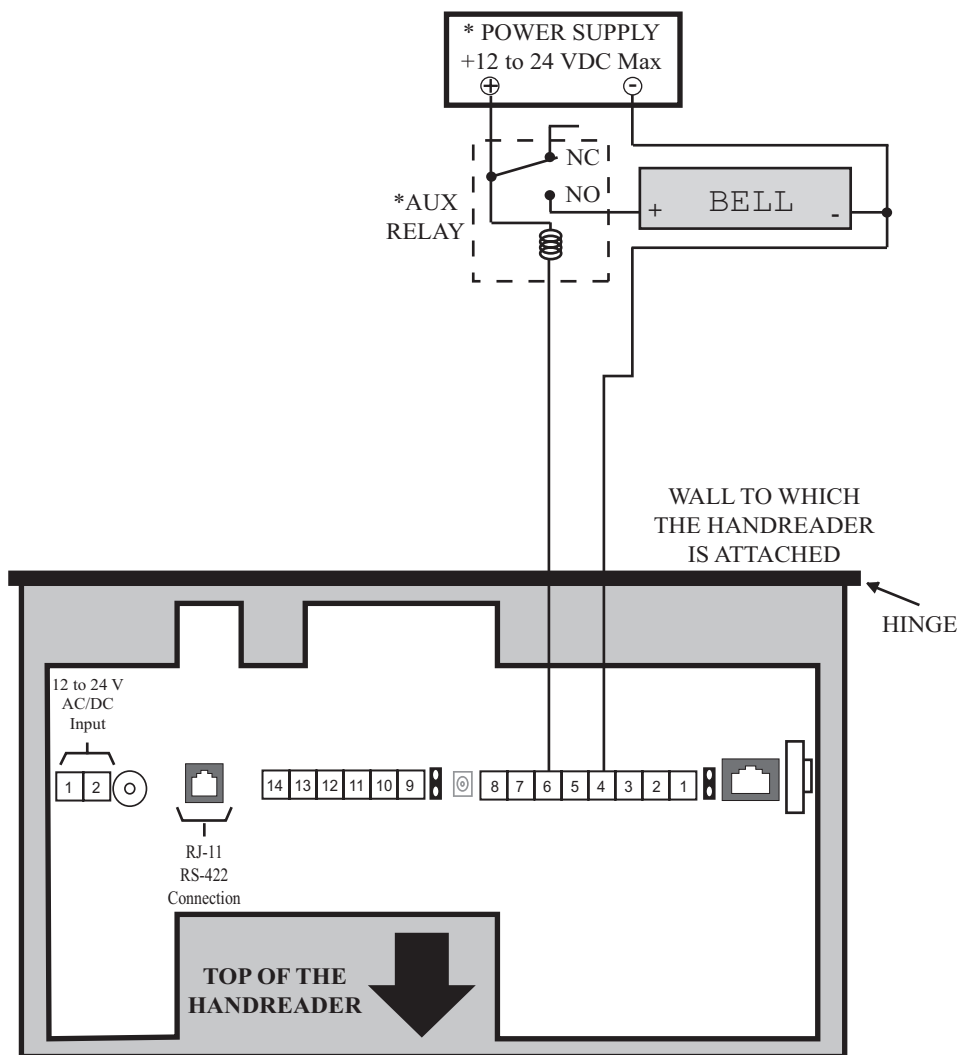 * POWER SUPPLY
+12 to 24 VDC Max
+ -
NC
NO
*AUX
RELAY
+ BELL -
WALL TO WHICH
THE HANDREADER
IS ATTACHED
HINGE
12 to 24 V
AC/DC
Input
1 2
14 13 12 11 10 9
8 7 6 5 4 3 2 1
RJ-11
RS-422
Connection
TOP OF THE
HANDREADER